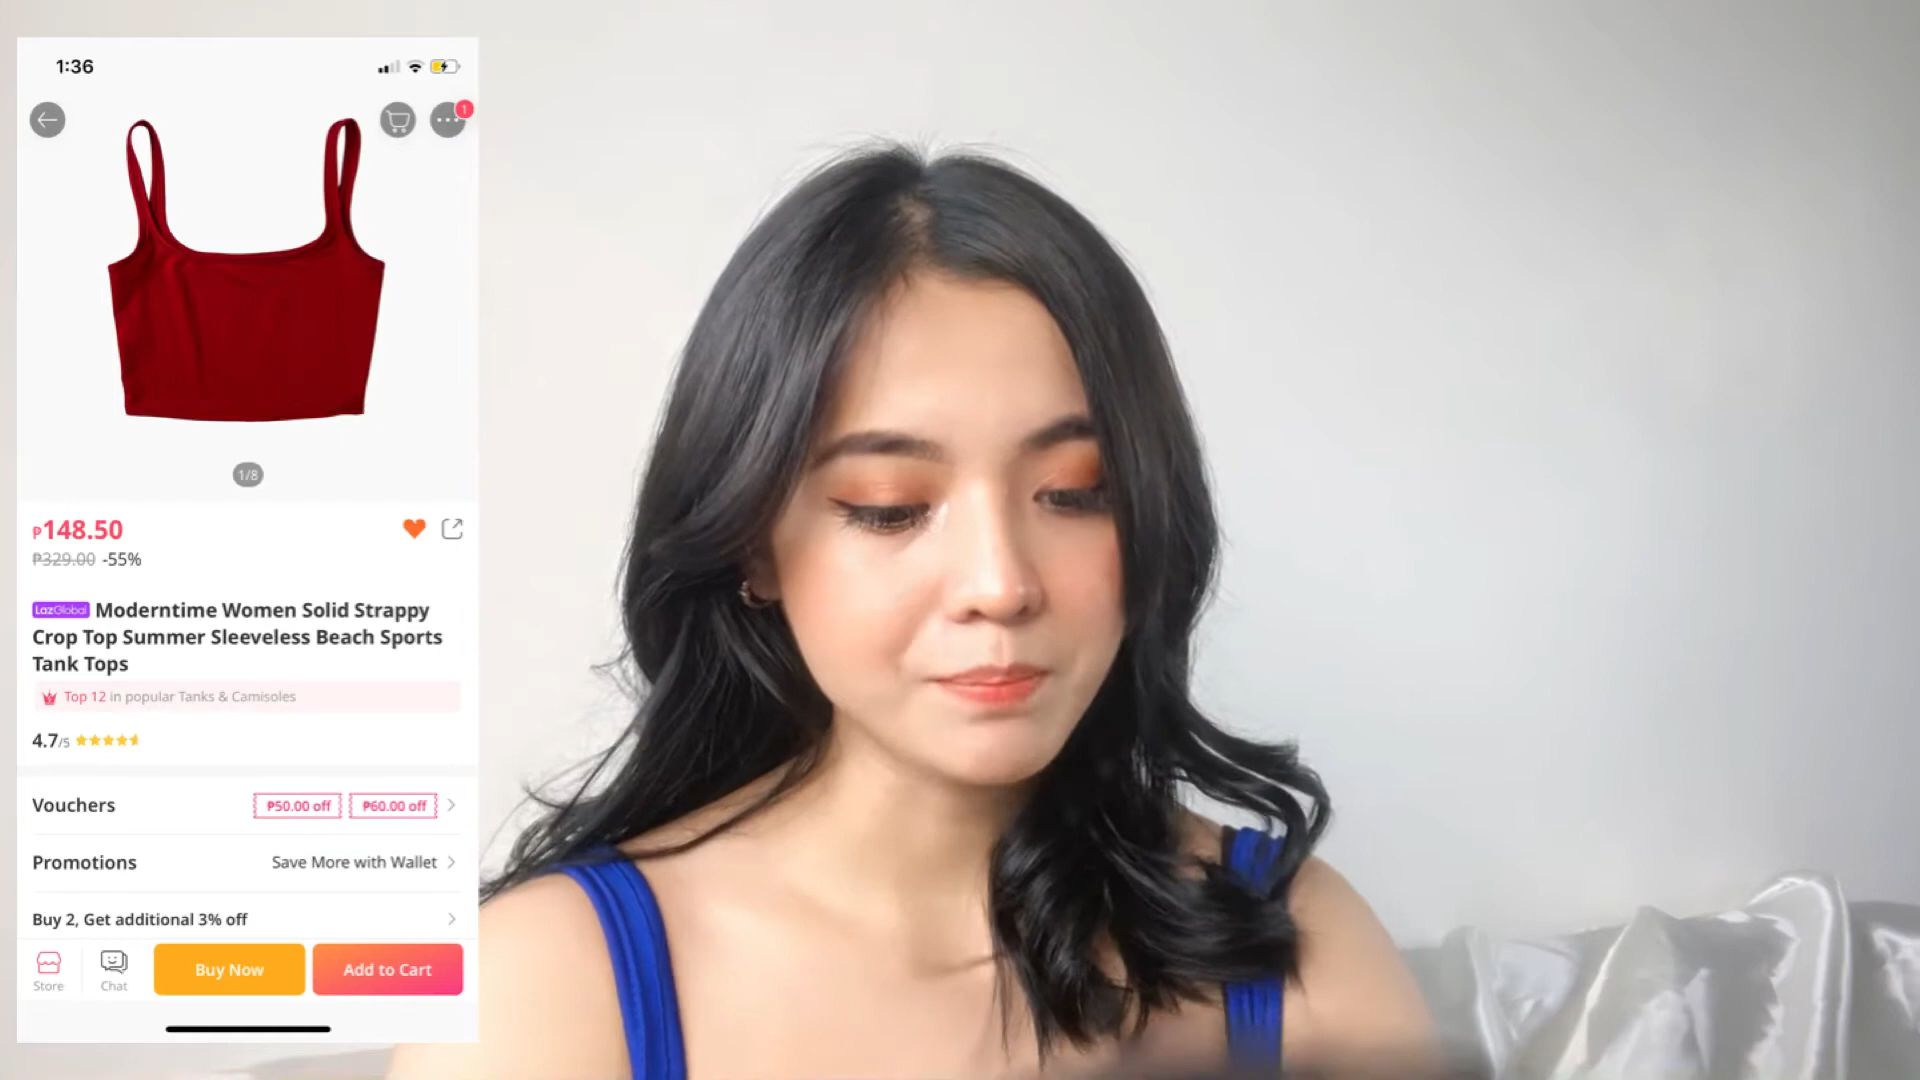 1:36
1
1/8
₱148.50
₱329.00 -55%
LazGlobal Moderntime Women Solid Strappy
Crop Top Summer Sleeveless Beach Sports
Tank Tops
Top 12 in popular Tanks & Camisoles
4.7/5
Vouchers ₱50.00 off ₱60.00 off
Promotions Save More with Wallet
Buy 2, Get additional 3% off
Store Chat Buy Now Add to Cart